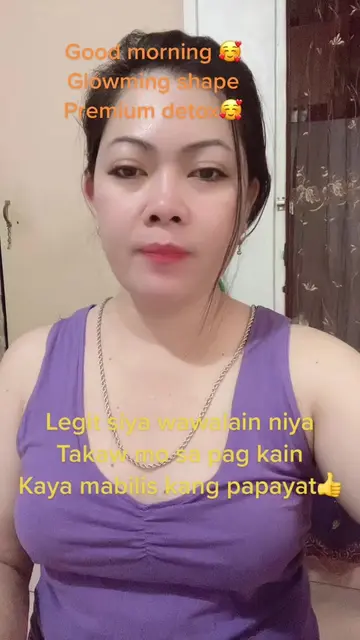 Good morning 🥰
Glowming shape
Premium detox🥰
Legit siya wawalain niya
Takaw mo sa pag kain
Kaya mabilis kang papayat👍